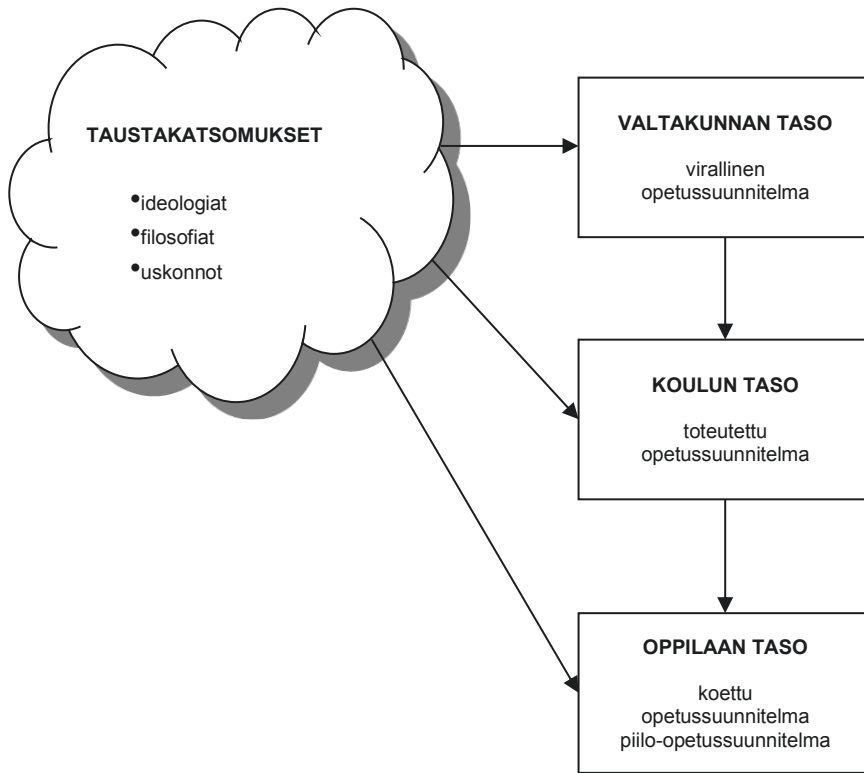 TAUSTAKATSOMUKSET
•ideologiat
•filosofiat
•uskonnot
VALTAKUNNAN TASO
virallinen
opetussuunnitelma
KOULUN TASO
toteutettu
opetussuunnitelma
OPPILAAN TASO
koettu
opetussuunnitelma
piilo-opetussuunnitelma